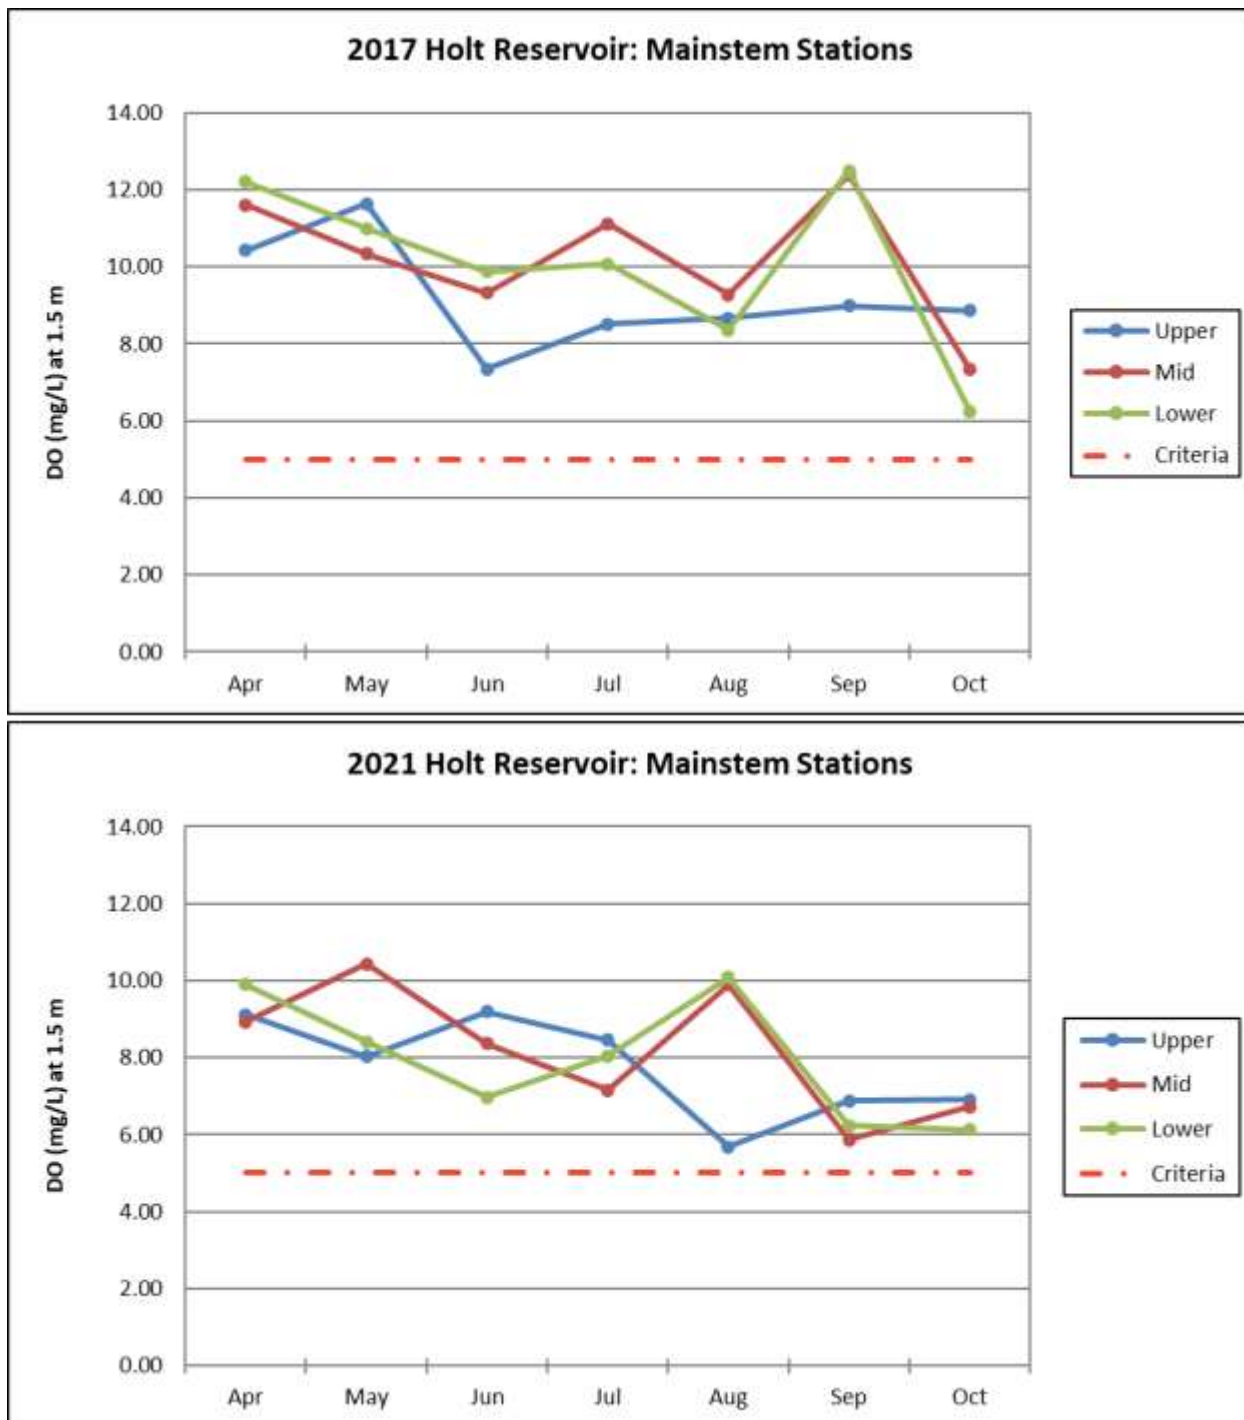 2017 Holt Reservoir: Mainstem Stations
14.00
12.00
10.00
8.00
6.00
4.00
2.00
0.00
DO (mg/L) at 1.5 m
Apr May Jun Jul Aug Sep Oct
Upper
Mid
Lower
Criteria
2021 Holt Reservoir: Mainstem Stations
14.00
12.00
10.00
8.00
6.00
4.00
2.00
0.00
DO (mg/L) at 1.5 m
Apr May Jun Jul Aug Sep Oct
Upper
Mid
Lower
Criteria